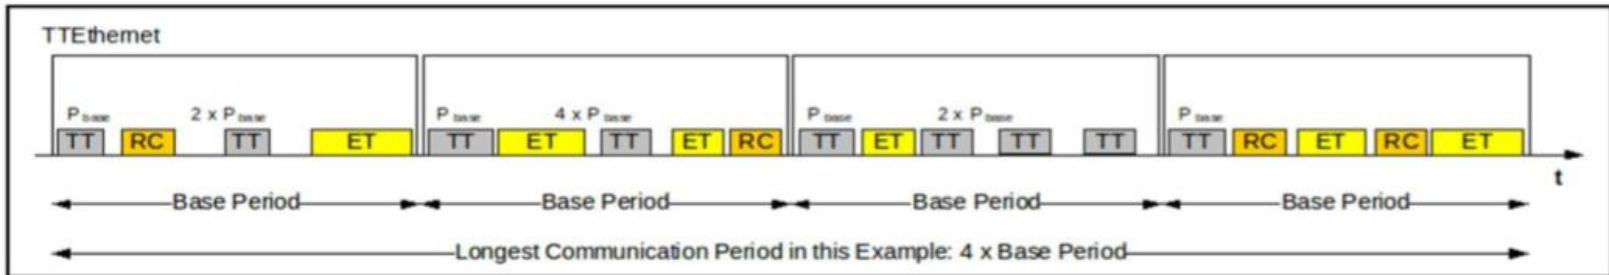 TTEthernet
P base 2 x P base P base 4 x P base P base 2 x P base P base
TT RC TT ET TT ET TT ET RC TT ET TT TT TT TT RC ET RC ET
t
Base Period Base Period Base Period Base Period
Longest Communication Period in this Example: 4 x Base Period